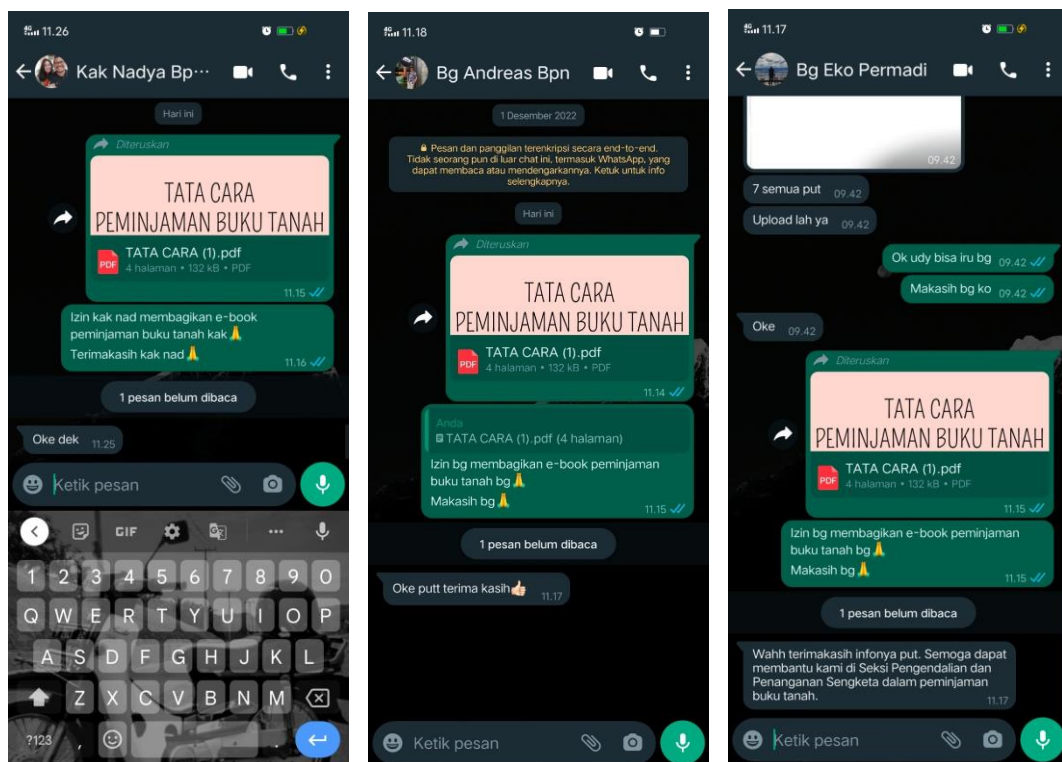 4G 11.26
Kak Nadya Bp...
Hari ini
Diteruskan
TATA CARA
PEMINJAMAN BUKU TANAH
PDF
TATA CARA (1).pdf
4 halaman • 132 kB • PDF
11.15
Izin kak nad membagikan e-book
peminjaman buku tanah kak🙏
Terimakasih kak nad🙏
11.16
1 pesan belum dibaca
Oke dek 11.25
Ketik pesan
GIF
1 2 3 4 5 6 7 8 9 0
Q W E R T Y U I O P
A S D F G H J K L
Z X C V B N M
?123 , .
4G 11.18
Bg Andreas Bpn
1 Desember 2022
Pesan dan panggilan terenkripsi secara end-to-end.
Tidak seorang pun di luar chat ini, termasuk WhatsApp, yang
dapat membaca atau mendengarkannya. Ketuk untuk info
selengkapnya.
Hari ini
Diteruskan
TATA CARA
PEMINJAMAN BUKU TANAH
PDF
TATA CARA (1).pdf
4 halaman • 132 kB • PDF
11.14
Anda
TATA CARA (1).pdf (4 halaman)
Izin bg membagikan e-book peminjaman
buku tanah bg🙏
Makasih bg🙏
11.15
1 pesan belum dibaca
Oke putt terima kasih👍🏻 11.17
Ketik pesan
4G 11.17
Bg Eko Permadi
09.42
7 semua put 09.42
Upload lah ya 09.42
Ok udy bisa iru bg 09.42
Makasih bg ko 09.42
Oke 09.42
Diteruskan
TATA CARA
PEMINJAMAN BUKU TANAH
PDF
TATA CARA (1).pdf
4 halaman • 132 kB • PDF
11.15
Izin bg membagikan e-book peminjaman
buku tanah bg🙏
Makasih bg🙏
11.15
1 pesan belum dibaca
Wahh terimakasih infonya put. Semoga dapat
membantu kami di Seksi Pengendalian dan
Penanganan Sengketa dalam peminjaman
buku tanah.
11.17
Ketik pesan